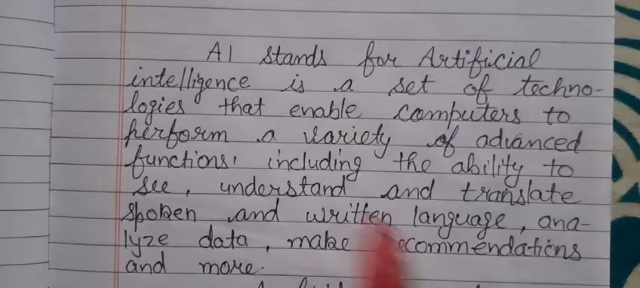 AI stands for Artificial
intelligence is a set of techno-
logies that enable computers to
perform a variety of advanced
functions, including the ability to
see, understand and translate
spoken and written language, ana-
lyze data, make ecommendations
and more.